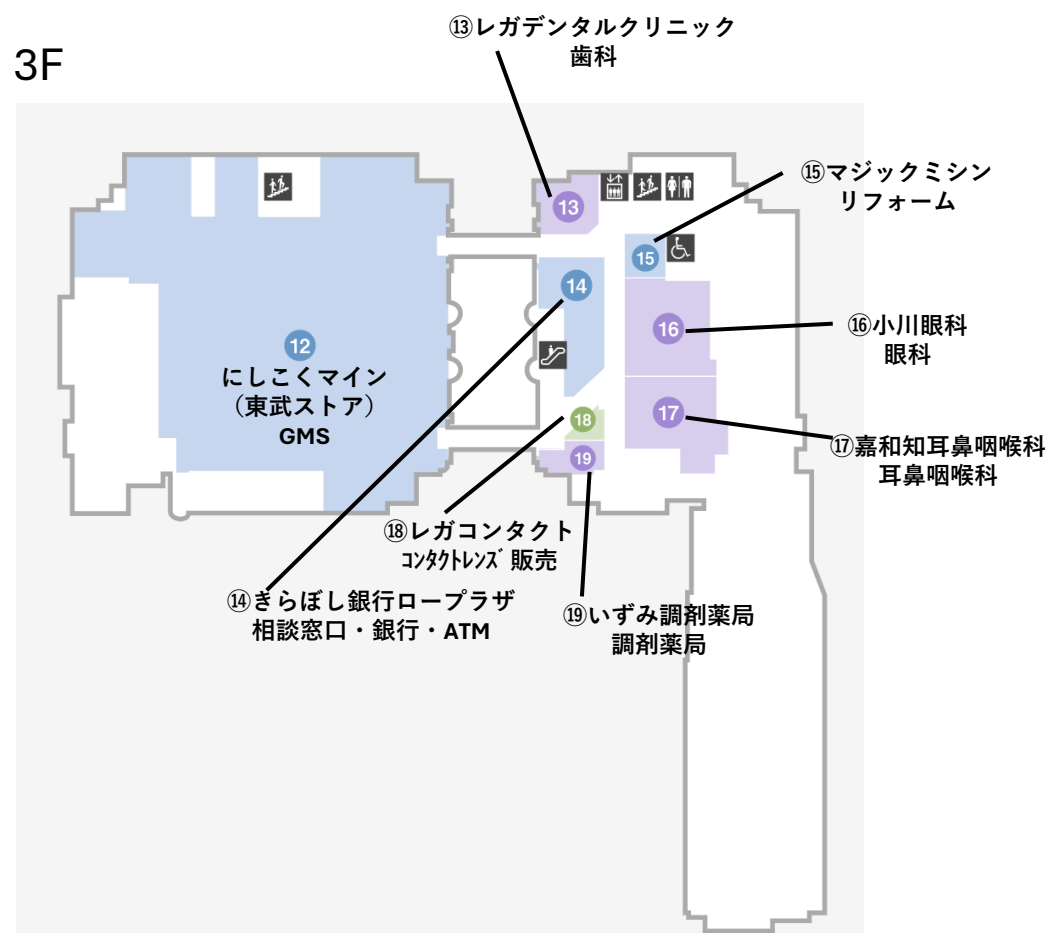 ⑬レガデンタルクリニック
歯科
3F
⑮マジックミシン
リフォーム
13
15
14
16
⑯小川眼科
眼科
12
にしこくマイン
（東武ストア）
GMS
17
18
⑰嘉和知耳鼻咽喉科
耳鼻咽喉科
19
⑱レガコンタクト
ｺﾝﾀｸﾄﾚﾝｽﾞ販売
⑭きらぼし銀行ロープラザ
相談窓口・銀行・ATM
⑲いずみ調剤薬局
調剤薬局